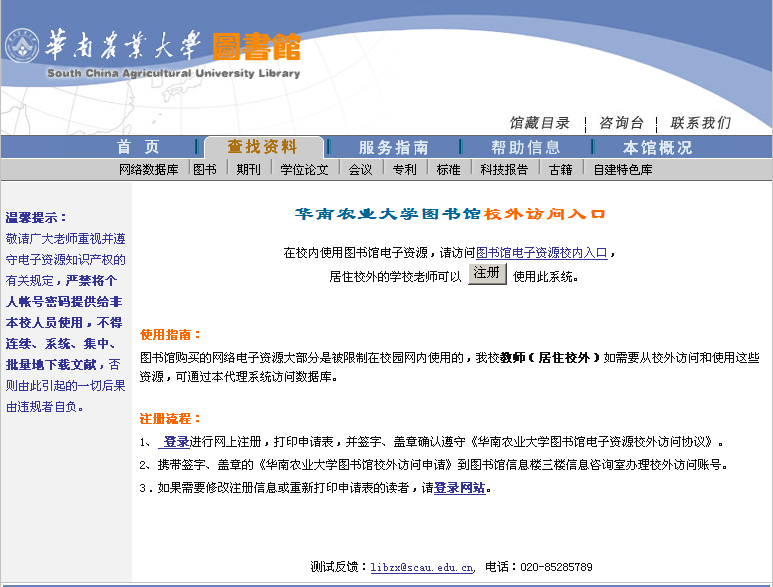 华南农业大学 圖書館
South China Agricultural University Library
馆藏目录 ¦ 咨询台 ¦ 联系我们
首 页 查找资料 服务指南 帮助信息 本馆概况
网络数据库 图书 期刊 学位论文 会议 专利 标准 科技报告 古籍 自建特色库
温馨提示：
敬请广大老师重视并遵
守电子资源知识产权的
有关规定，严禁将个
人帐号密码提供给非
本校人员使用，不得
连续、系统、集中、
批量地下载文献，否
则由此引起的一切后果
由违规者自负。
华南农业大学图书馆校外访问入口
在校内使用图书馆电子资源，请访问图书馆电子资源校内入口，
居住校外的学校老师可以 注册 使用此系统。
使用指南：
图书馆购买的网络电子资源大部分是被限制在校园网内使用的，我校教师（居住校外）如需要从校外访问和使用这些
资源，可通过本代理系统访问数据库。
注册流程：
1、 登录进行网上注册，打印申请表，并签字、盖章确认遵守《华南农业大学图书馆电子资源校外访问协议》。
2、携带签字、盖章的《华南农业大学图书馆校外访问申请》到图书馆信息楼三楼信息咨询室办理校外访问账号。
3．如果需要修改注册信息或重新打印申请表的读者，请登录网站。
测试反馈：libzx@scau.edu.cn, 电话：020-85285789